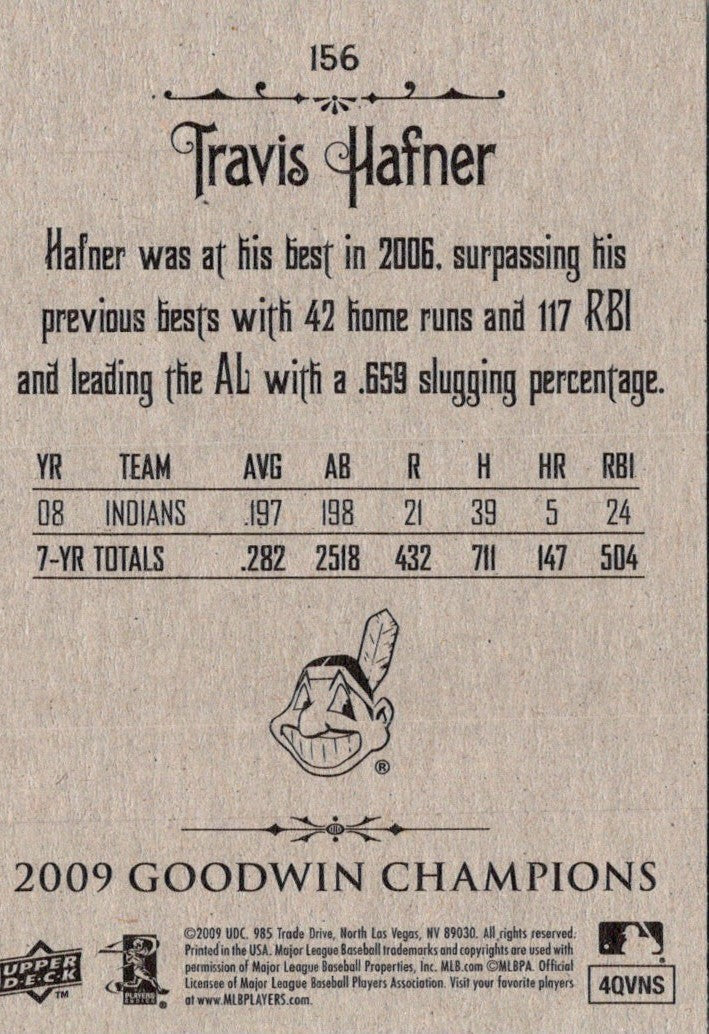 156
Travis Hafner
Hafner was at his best in 2006, surpassing his
previous bests with 42 home runs and 117 RBI
and leading the AL with a .659 slugging percentage.
YR TEAM AVG AB R H HR RBI
08 INDIANS .197 198 21 39 5 24
7-YR TOTALS .282 2518 432 711 147 504
®
2009 GOODWIN CHAMPIONS
©2009 UDC. 985 Trade Drive, North Las Vegas, NV 89030. All rights reserved.
Printed in the USA. Major League Baseball trademarks and copyrights are used with
permission of Major League Baseball Properties, Inc. MLB.com ©MLBPA. Official
Licensee of Major League Baseball Players Association. Visit your favorite players
at www.MLBPLAYERS.com.
UPPER
DECK
TM
PLAYERS
CHOICE
®
4QVNS